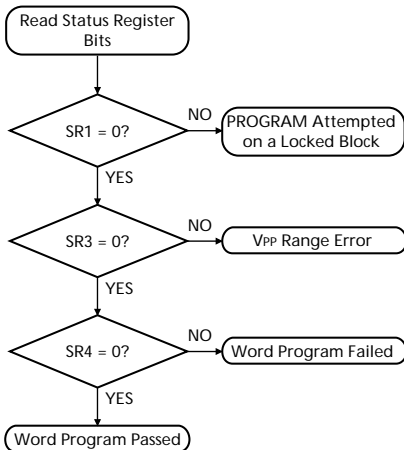 Read Status Register
Bits
SR1 = 0?
NO
PROGRAM Attempted
on a Locked Block
YES
SR3 = 0?
NO
VPP Range Error
YES
SR4 = 0?
NO
Word Program Failed
YES
Word Program Passed